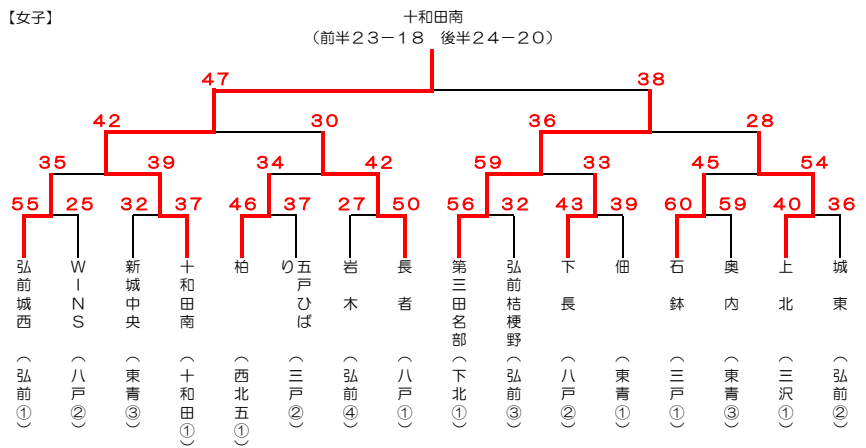 【女子】
十和田南
（前半２３－１８　後半２４－２０）
47 38
42 30 36 28
35 39 34 42 59 33 45 54
55 25 32 37 46 37 27 50 56 32 43 39 60 59 40 36
弘前城西（弘前①）
ＷＩＮＳ（八戸②）
新城中央（東青③）
十和田南（十和田①）
柏（西北五①）
五戸ひばり（三戸②）
岩木（弘前④）
長者（八戸①）
第三田名部（下北①）
弘前桔梗野（弘前③）
下長（八戸②）
佃（東青①）
石鉢（三戸①）
奥内（東青③）
上北（三沢①）
城東（弘前②）